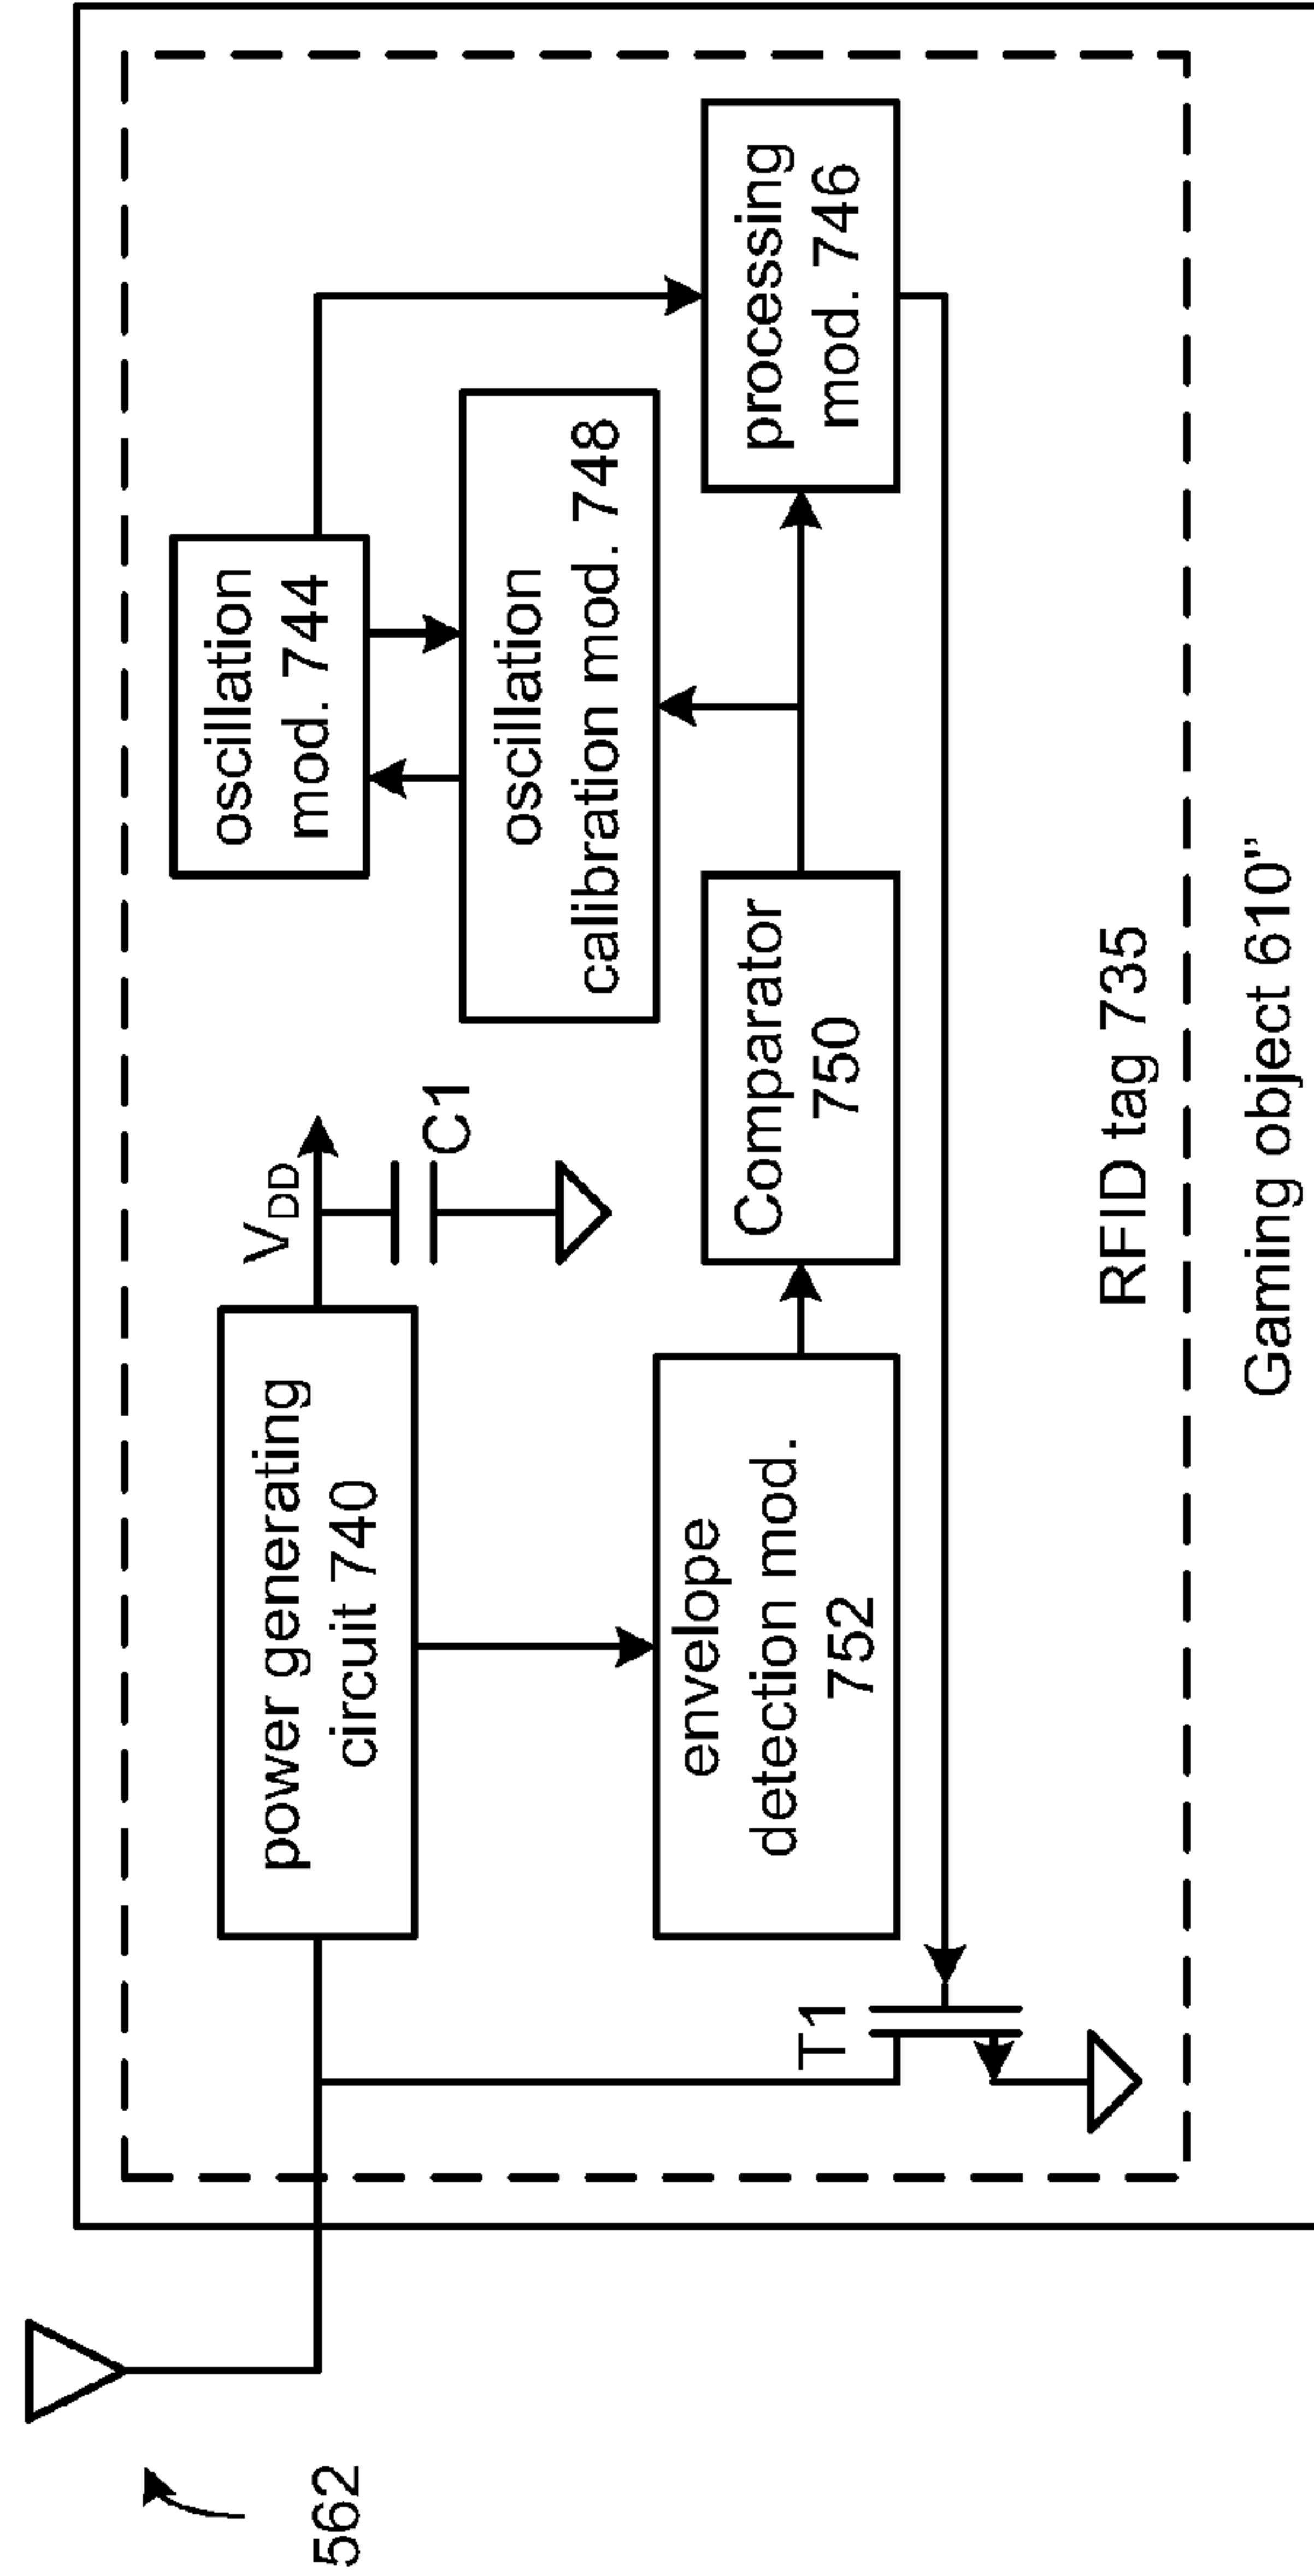 562
power generating
circuit 740
V_DD
C1
oscillation
mod. 744
oscillation
calibration mod. 748
envelope
detection mod.
752
Comparator
750
processing
mod. 746
T1
RFID tag 735
Gaming object 610”